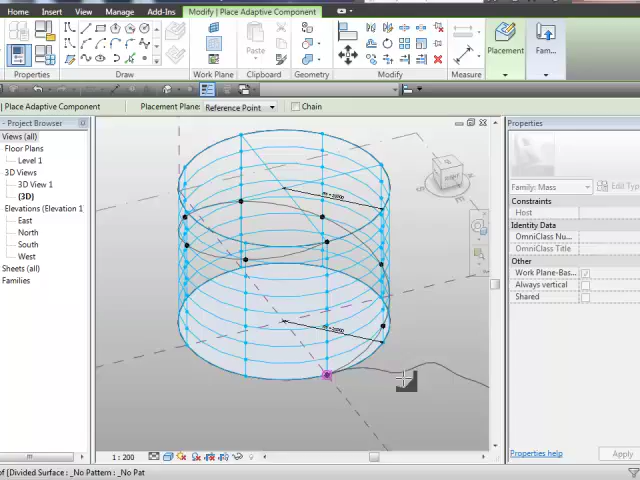 Home Insert View Manage Add-Ins Modify | Place Adaptive Component
Paste
Placement
Fam...
Properties Draw Work Plane Clipboard Geometry Modify Measure
Place Adaptive Component Placement Plane: Reference Point Chain
Project Browser
Views (all)
Floor Plans
Level 1
3D Views
3D View 1
{3D}
Elevations (Elevation 1
East
North
South
West
Sheets (all)
Families
RIGHT
1 : 200
Properties
Family: Mass
Edit Type
Constraints
Host
Identity Data
OmniClass Nu...
OmniClass Title
Other
Work Plane-Bas...
Always vertical
Shared
Properties help
Apply
of [Divided Surface : _No Pattern : _No Pat